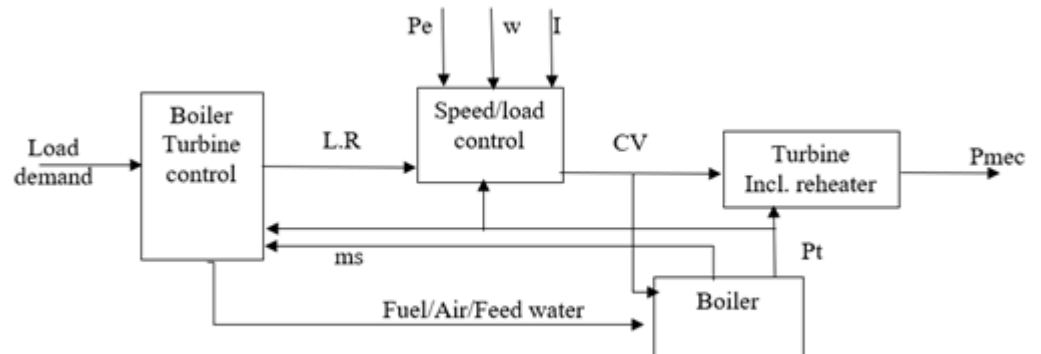 Pe
w
I
Boiler
Turbine
control
Speed/load
control
Load
demand
L.R
CV
Turbine
Incl. reheater
Pmec
ms
Pt
Boiler
Fuel/Air/Feed water